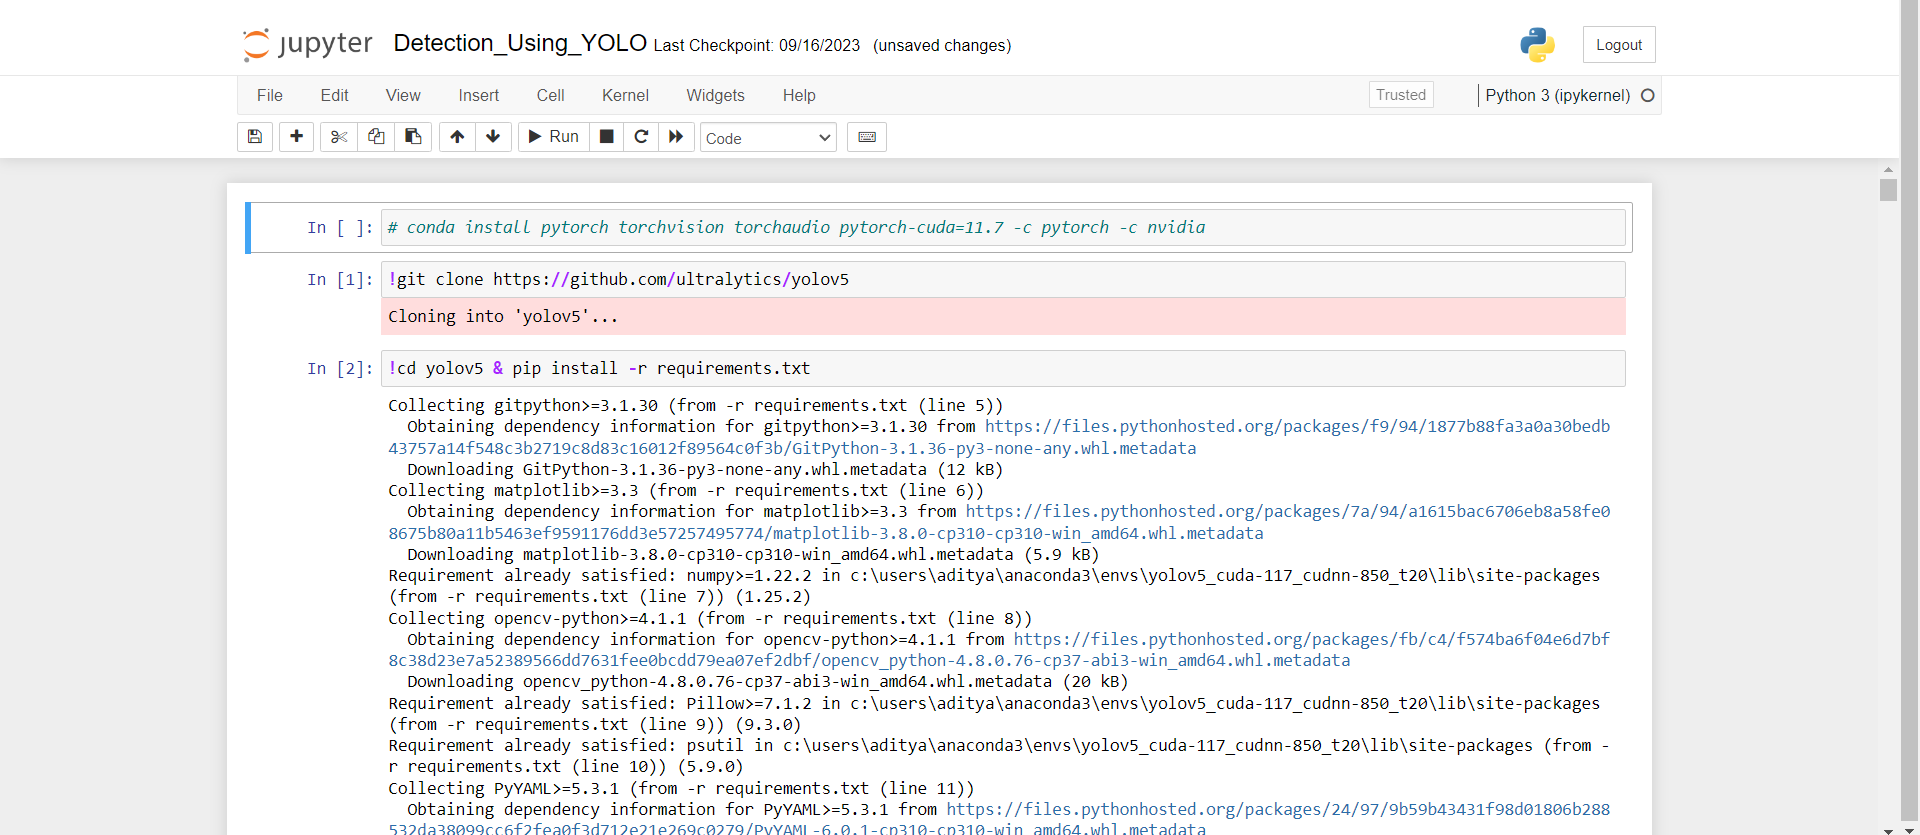 jupyter Detection_Using_YOLO Last Checkpoint: 09/16/2023 (unsaved changes)
Logout
File Edit View Insert Cell Kernel Widgets Help
Trusted
Python 3 (ipykernel)
Run
Code
In [ ]: # conda install pytorch torchvision torchaudio pytorch-cuda=11.7 -c pytorch -c nvidia
In [1]: !git clone https://github.com/ultralytics/yolov5
Cloning into 'yolov5'...
In [2]: !cd yolov5 & pip install -r requirements.txt
Collecting gitpython>=3.1.30 (from -r requirements.txt (line 5))
Obtaining dependency information for gitpython>=3.1.30 from https://files.pythonhosted.org/packages/f9/94/1877b88fa3a0a30bedb
43757a14f548c3b2719c8d83c16012f89564c0f3b/GitPython-3.1.36-py3-none-any.whl.metadata
Downloading GitPython-3.1.36-py3-none-any.whl.metadata (12 kB)
Collecting matplotlib>=3.3 (from -r requirements.txt (line 6))
Obtaining dependency information for matplotlib>=3.3 from https://files.pythonhosted.org/packages/7a/94/a1615bac6706eb8a58fe0
8675b80a11b5463ef9591176dd3e57257495774/matplotlib-3.8.0-cp310-cp310-win_amd64.whl.metadata
Downloading matplotlib-3.8.0-cp310-cp310-win_amd64.whl.metadata (5.9 kB)
Requirement already satisfied: numpy>=1.22.2 in c:\users\aditya\anaconda3\envs\yolov5_cuda-117_cudnn-850_t20\lib\site-packages
(from -r requirements.txt (line 7)) (1.25.2)
Collecting opencv-python>=4.1.1 (from -r requirements.txt (line 8))
Obtaining dependency information for opencv-python>=4.1.1 from https://files.pythonhosted.org/packages/fb/c4/f574ba6f04e6d7bf
8c38d23e7a52389566dd7631fee0bcdd79ea07ef2dbf/opencv_python-4.8.0.76-cp37-abi3-win_amd64.whl.metadata
Downloading opencv_python-4.8.0.76-cp37-abi3-win_amd64.whl.metadata (20 kB)
Requirement already satisfied: Pillow>=7.1.2 in c:\users\aditya\anaconda3\envs\yolov5_cuda-117_cudnn-850_t20\lib\site-packages
(from -r requirements.txt (line 9)) (9.3.0)
Requirement already satisfied: psutil in c:\users\aditya\anaconda3\envs\yolov5_cuda-117_cudnn-850_t20\lib\site-packages (from -
r requirements.txt (line 10)) (5.9.0)
Collecting PyYAML>=5.3.1 (from -r requirements.txt (line 11))
Obtaining dependency information for PyYAML>=5.3.1 from https://files.pythonhosted.org/packages/24/97/9b59b43431f98d01806b288
532da38099cc6f2fea0f3d712e21e269c0279/PyYAML-6.0.1-cp310-cp310-win_amd64.whl.metadata